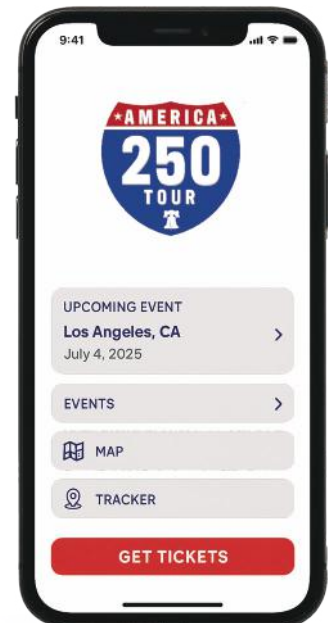 9:41
★AMERICA★
250
TOUR
UPCOMING EVENT
Los Angeles, CA
July 4, 2025
EVENTS
MAP
TRACKER
GET TICKETS